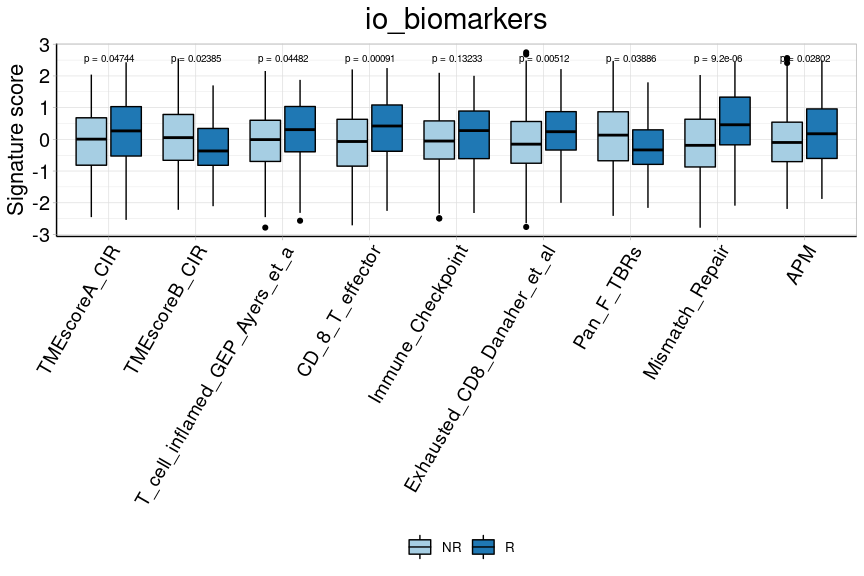 io_biomarkers
Signature score
3
2
1
0
-1
-2
-3
p = 0.04744
p = 0.02385
p = 0.04482
p = 0.00091
p = 0.13233
p = 0.00512
p = 0.03886
p = 9.2e-06
p = 0.02802
TMEscoreA_CIR
TMEscoreB_CIR
T_cell_inflamed_GEP_Ayers_et_a
CD_8_T_effector
Immune_Checkpoint
Exhausted_CD8_Danaher_et_al
Pan_F_TBRs
Mismatch_Repair
APM
NR
R